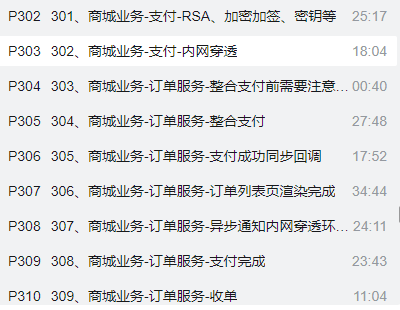 P302 301、商城业务-支付-RSA、加密加签、密钥等 25:17
P303 302、商城业务-支付-内网穿透 18:04
P304 303、商城业务-订单服务-整合支付前需要注意... 00:40
P305 304、商城业务-订单服务-整合支付 27:48
P306 305、商城业务-订单服务-支付成功同步回调 17:52
P307 306、商城业务-订单服务-订单列表页渲染完成 34:44
P308 307、商城业务-订单服务-异步通知内网穿透环... 24:11
P309 308、商城业务-订单服务-支付完成 23:43
P310 309、商城业务-订单服务-收单 11:04